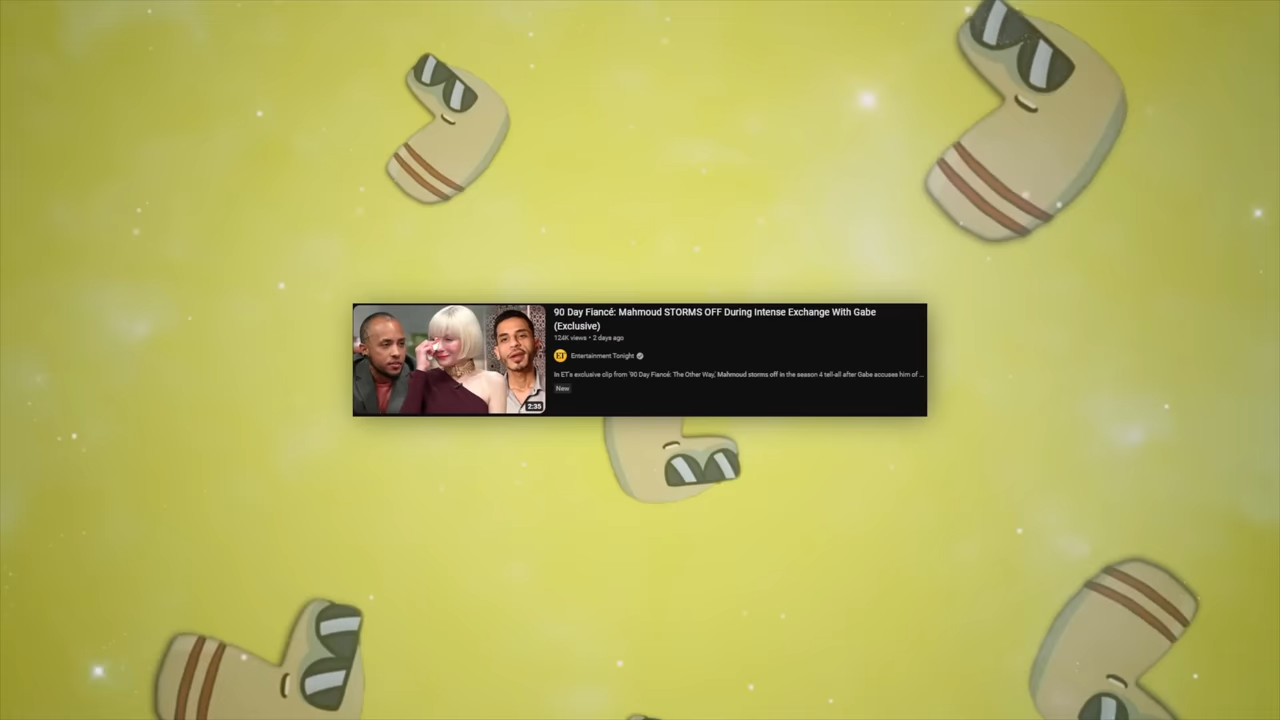 90 Day Fiancé: Mahmoud STORMS OFF During Intense Exchange With Gabe
(Exclusive)
124K views • 2 days ago
ET Entertainment Tonight
In ET's exclusive clip from '90 Day Fiancé: The Other Way,' Mahmoud storms off in the season 4 tell-all after Gabe accuses him of ...
New
2:35